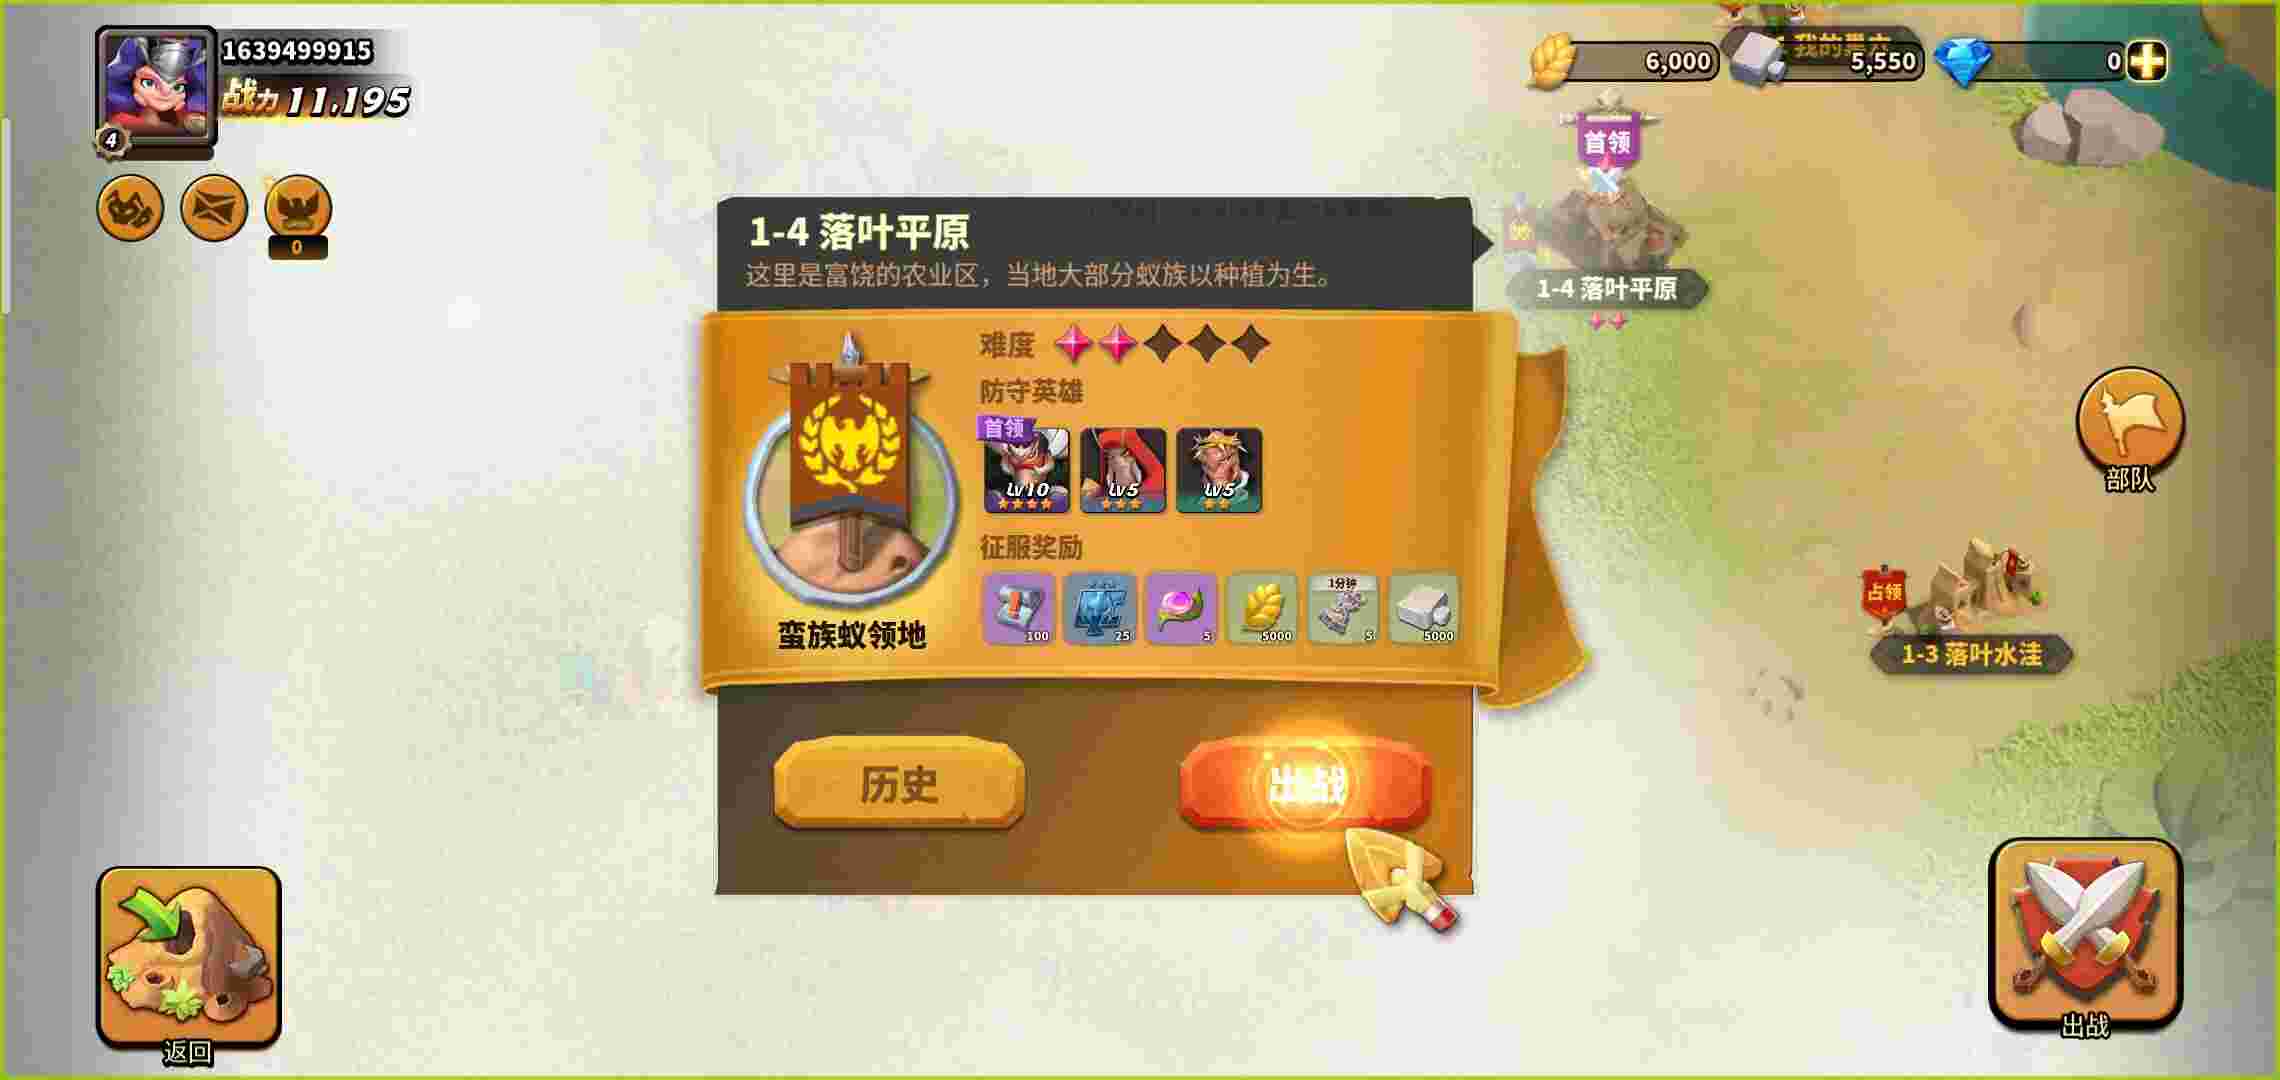 1639499915
战力 11,195
4
0
6,000
5,550
0
首领
1-4 落叶平原
1-4 落叶平原
这里是富饶的农业区，当地大部分蚁族以种植为生。
难度
防守英雄
首领
Lv10
Lv5
Lv5
征服奖励
100
25
5
5000
1分钟
5
5000
蛮族蚁领地
历史
出战
部队
占领
1-3 落叶水洼
返回
出战